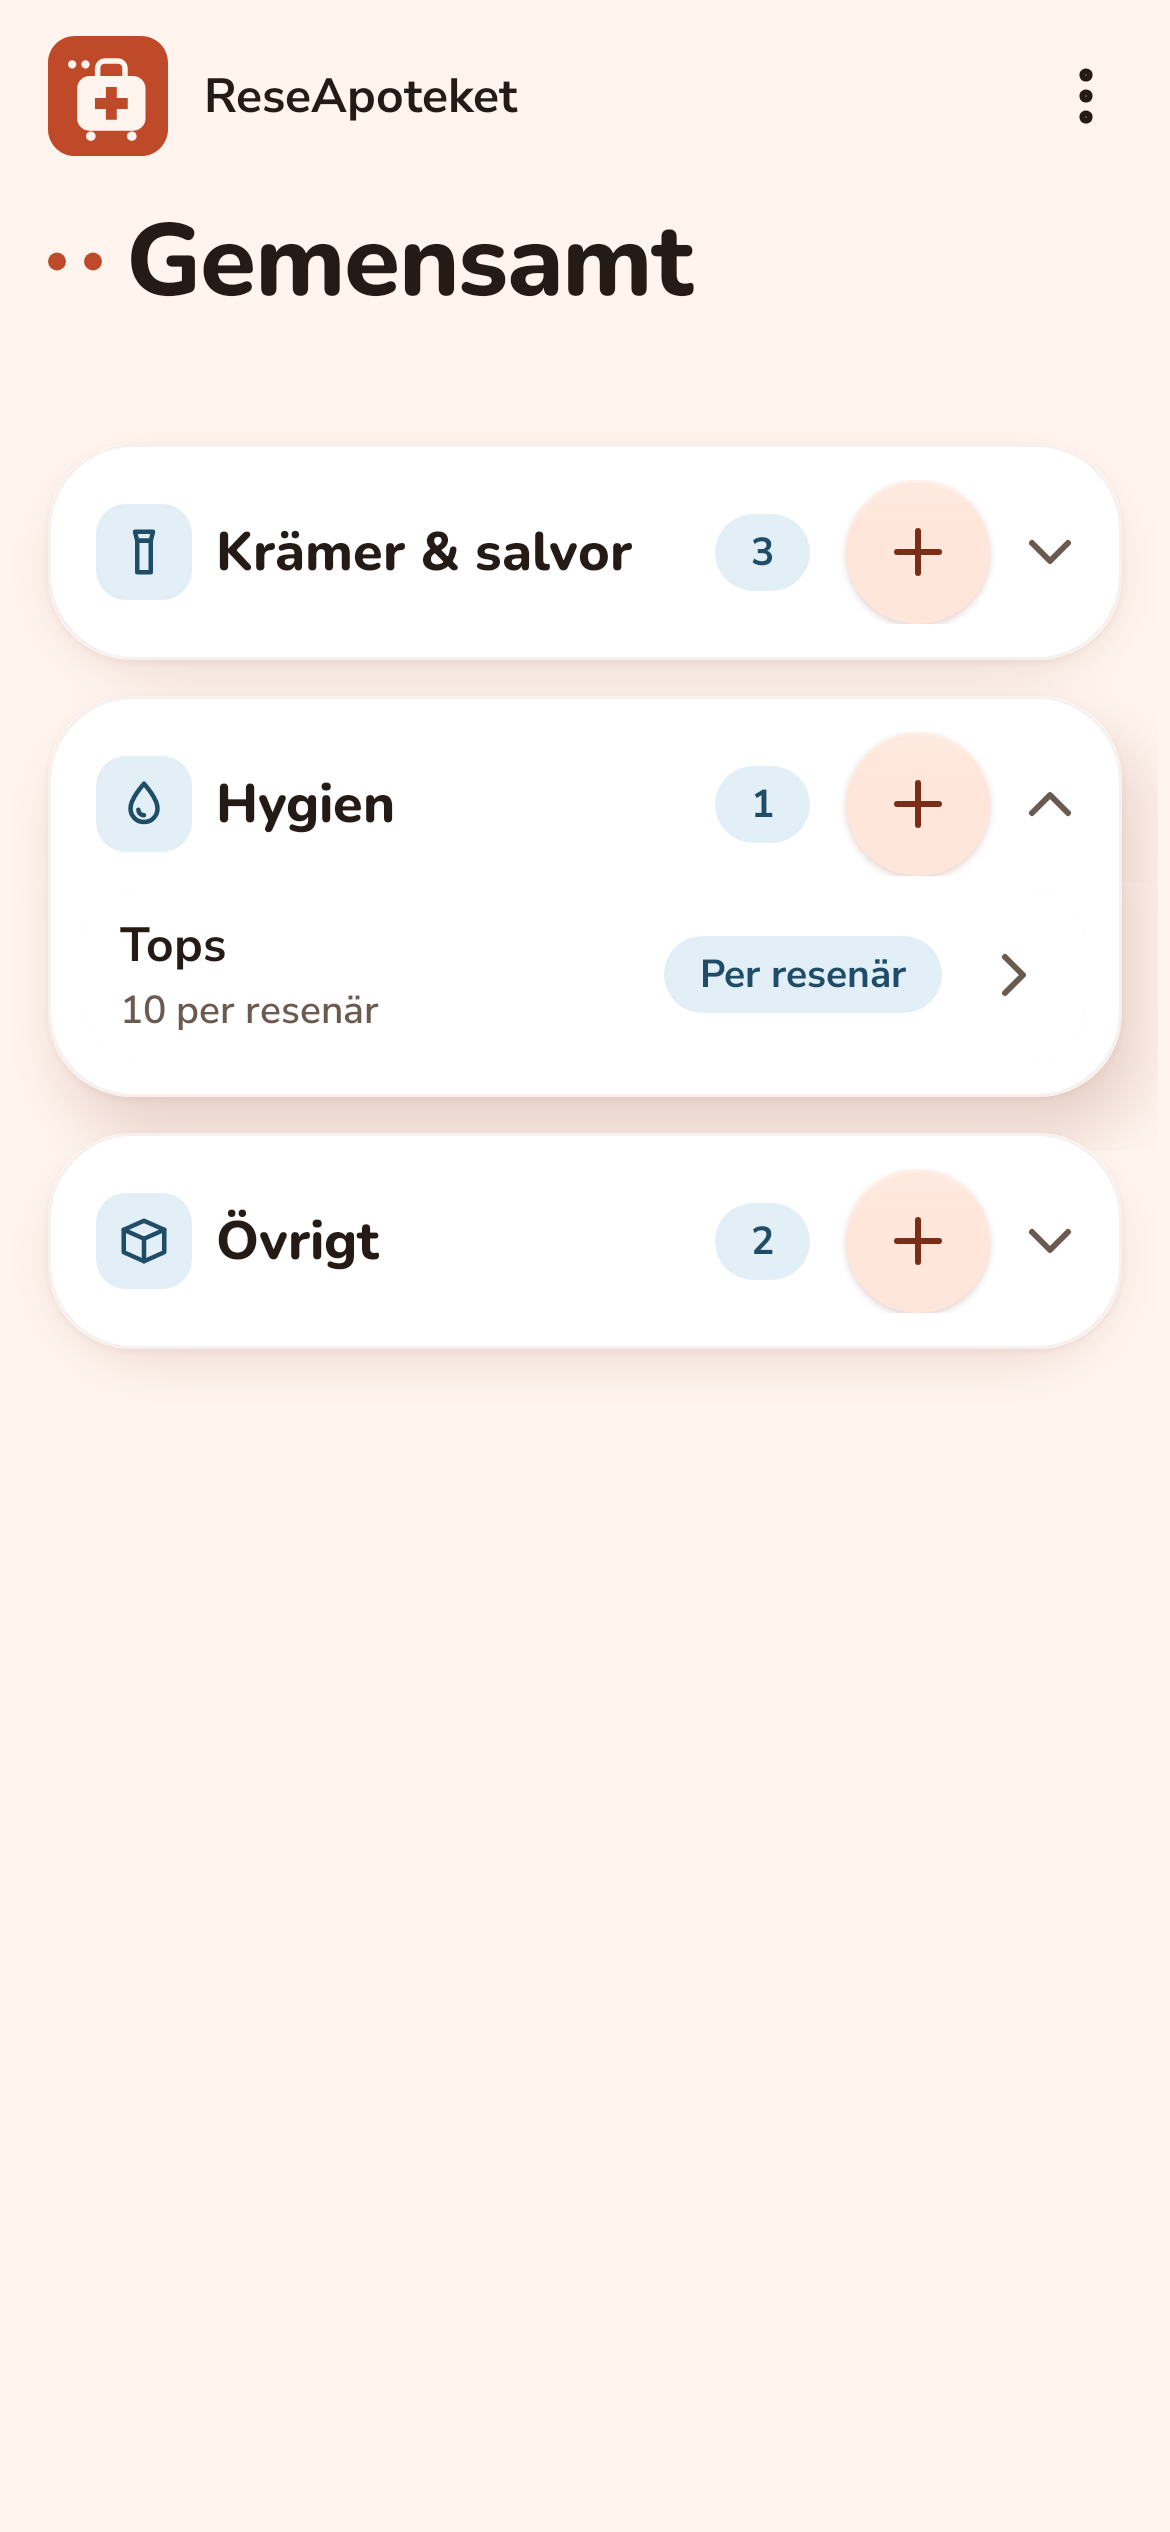 ReseApoteket
Gemensamt
Krämer & salvor
3
Hygien
1
Tops
10 per resenär
Per resenär
Övrigt
2